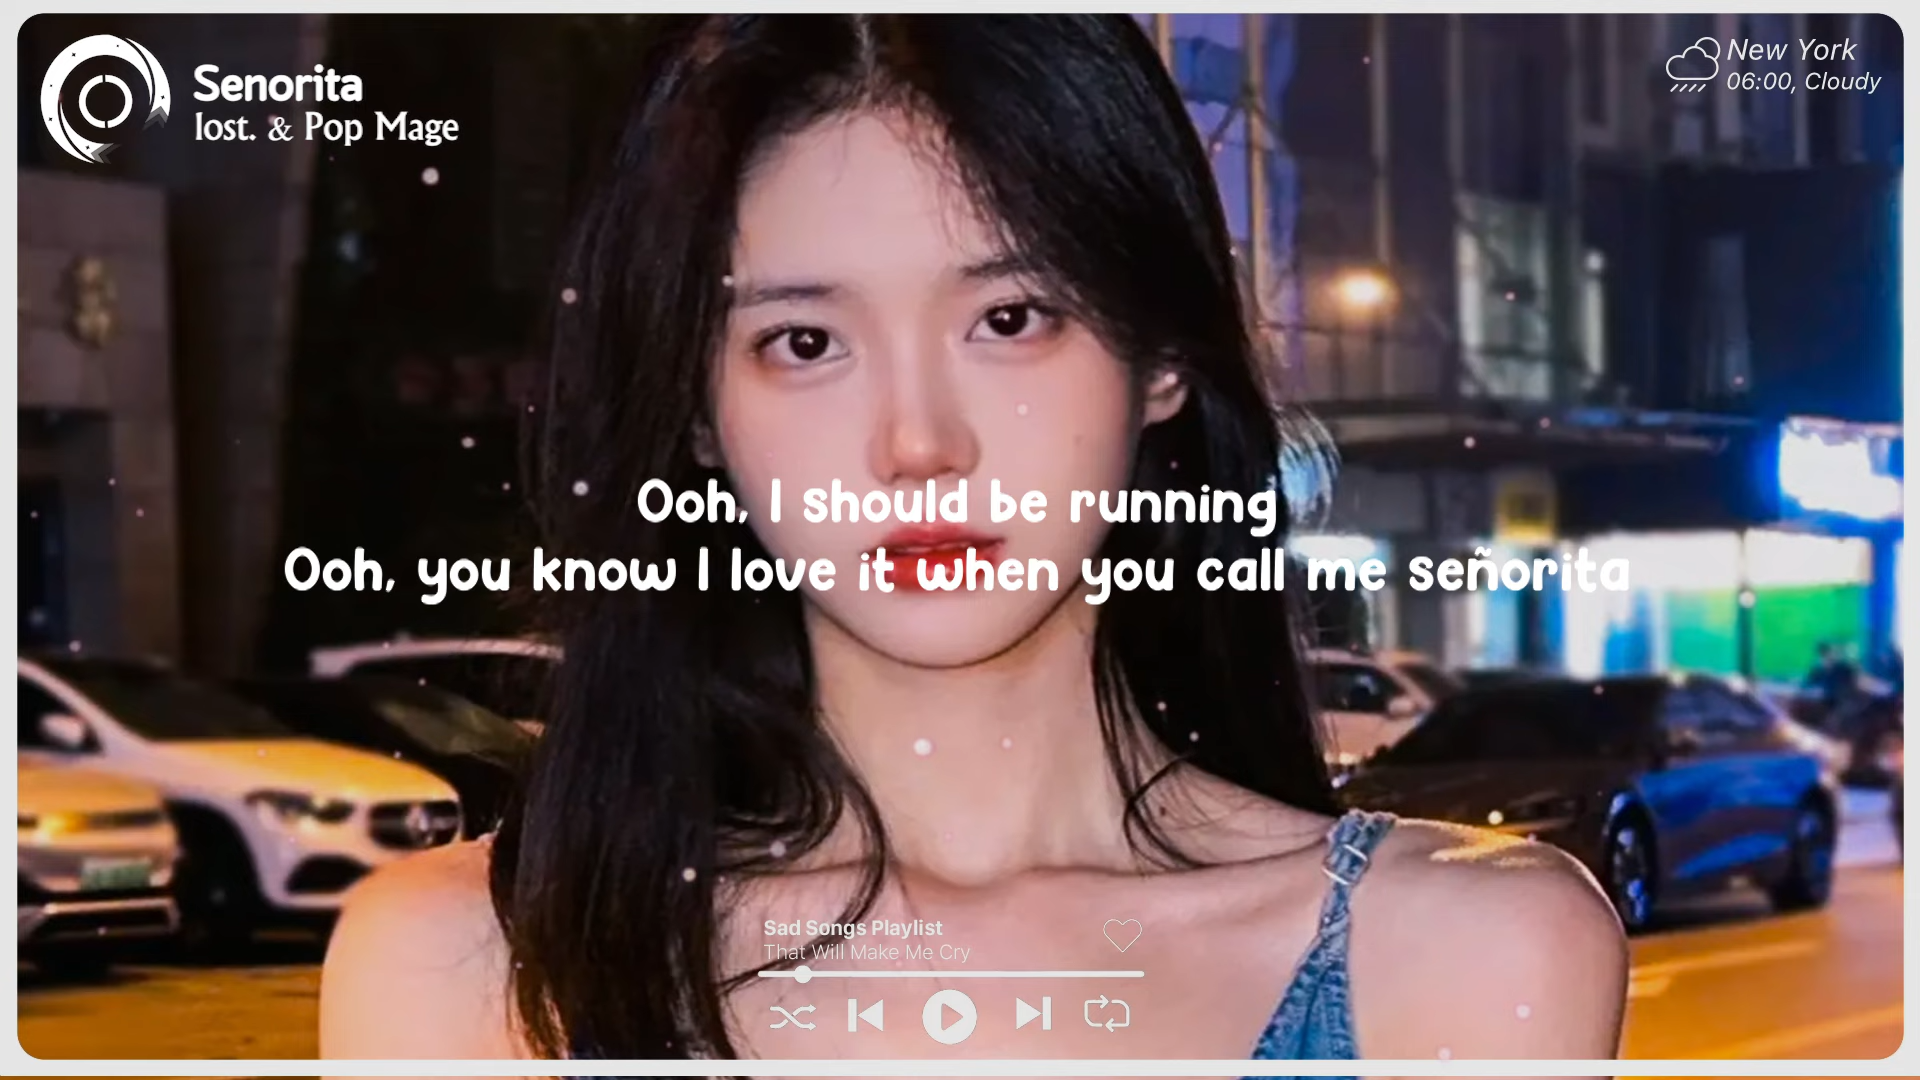 Senorita
lost. & Pop Mage
New York
06:00, Cloudy
Ooh, I should be running
Ooh, you know I love it when you call me señorita
Sad Songs Playlist
That Will Make Me Cry